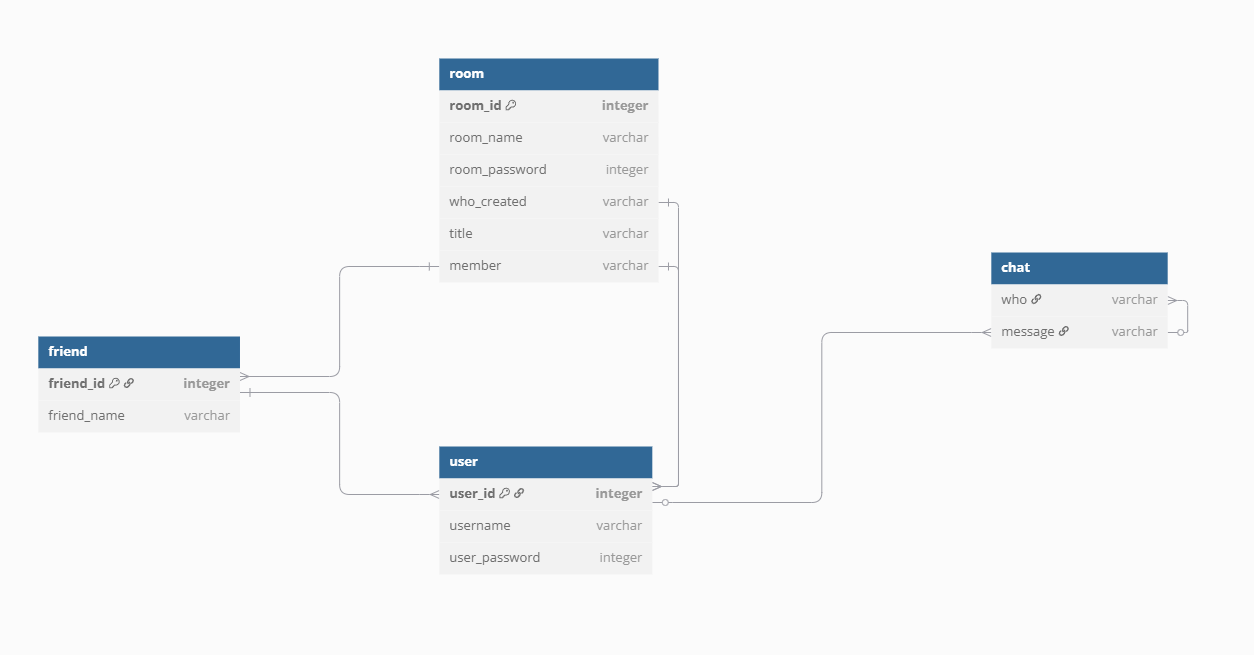 room
room_id integer
room_name varchar
room_password integer
who_created varchar
title varchar
member varchar
chat
who varchar
message varchar
friend
friend_id integer
friend_name varchar
user
user_id integer
username varchar
user_password integer